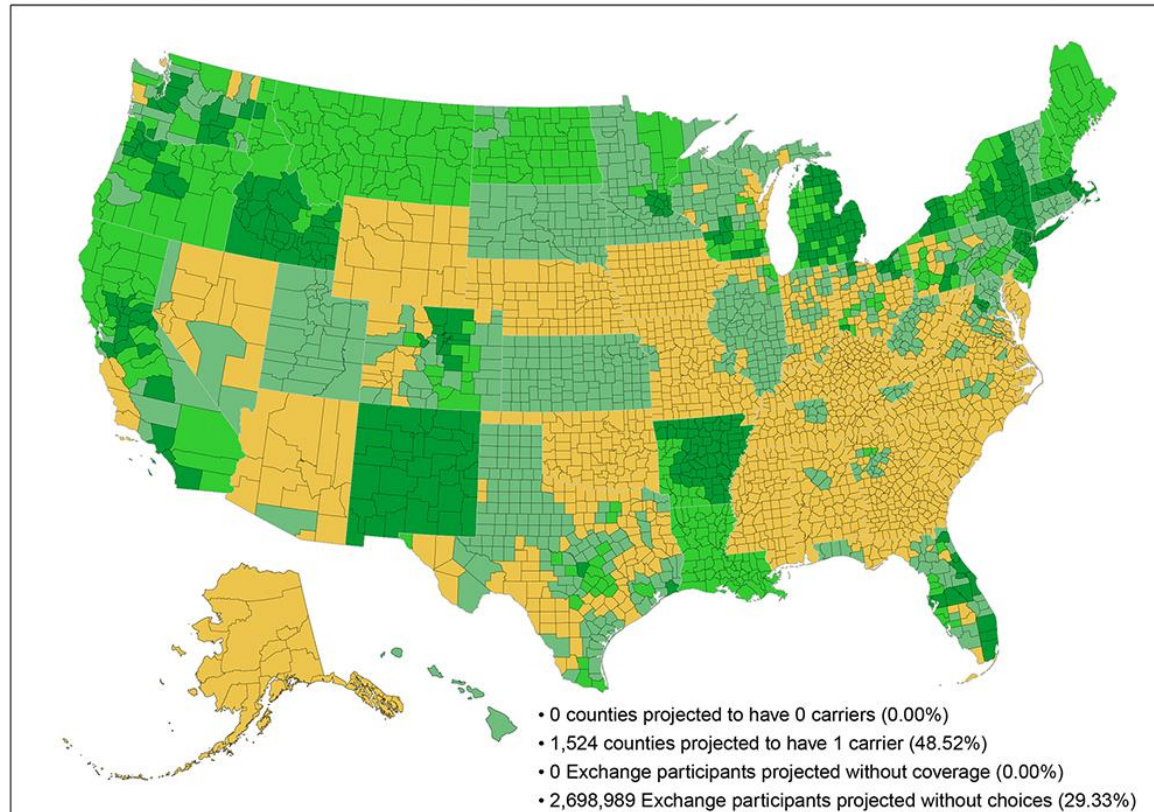 • 0 counties projected to have 0 carriers (0.00%)
• 1,524 counties projected to have 1 carrier (48.52%)
• 0 Exchange participants projected without coverage (0.00%)
• 2,698,989 Exchange participants projected without choices (29.33%)